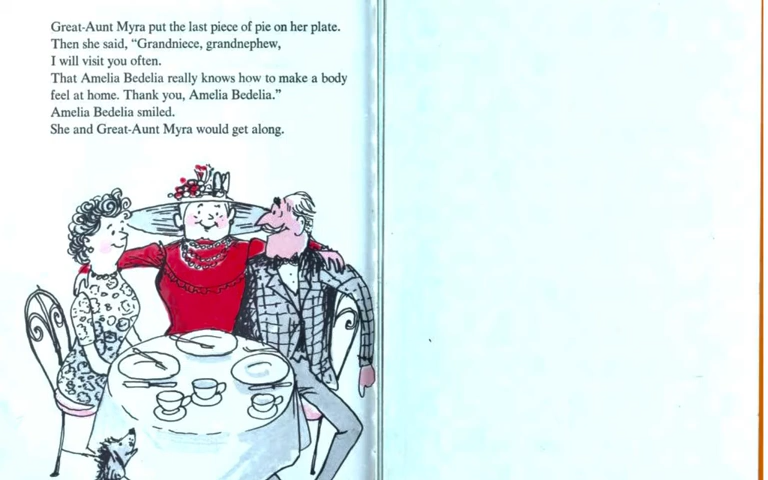 Great-Aunt Myra put the last piece of pie on her plate.
Then she said, “Grandniece, grandnephew,
I will visit you often.
That Amelia Bedelia really knows how to make a body
feel at home. Thank you, Amelia Bedelia.”
Amelia Bedelia smiled.
She and Great-Aunt Myra would get along.